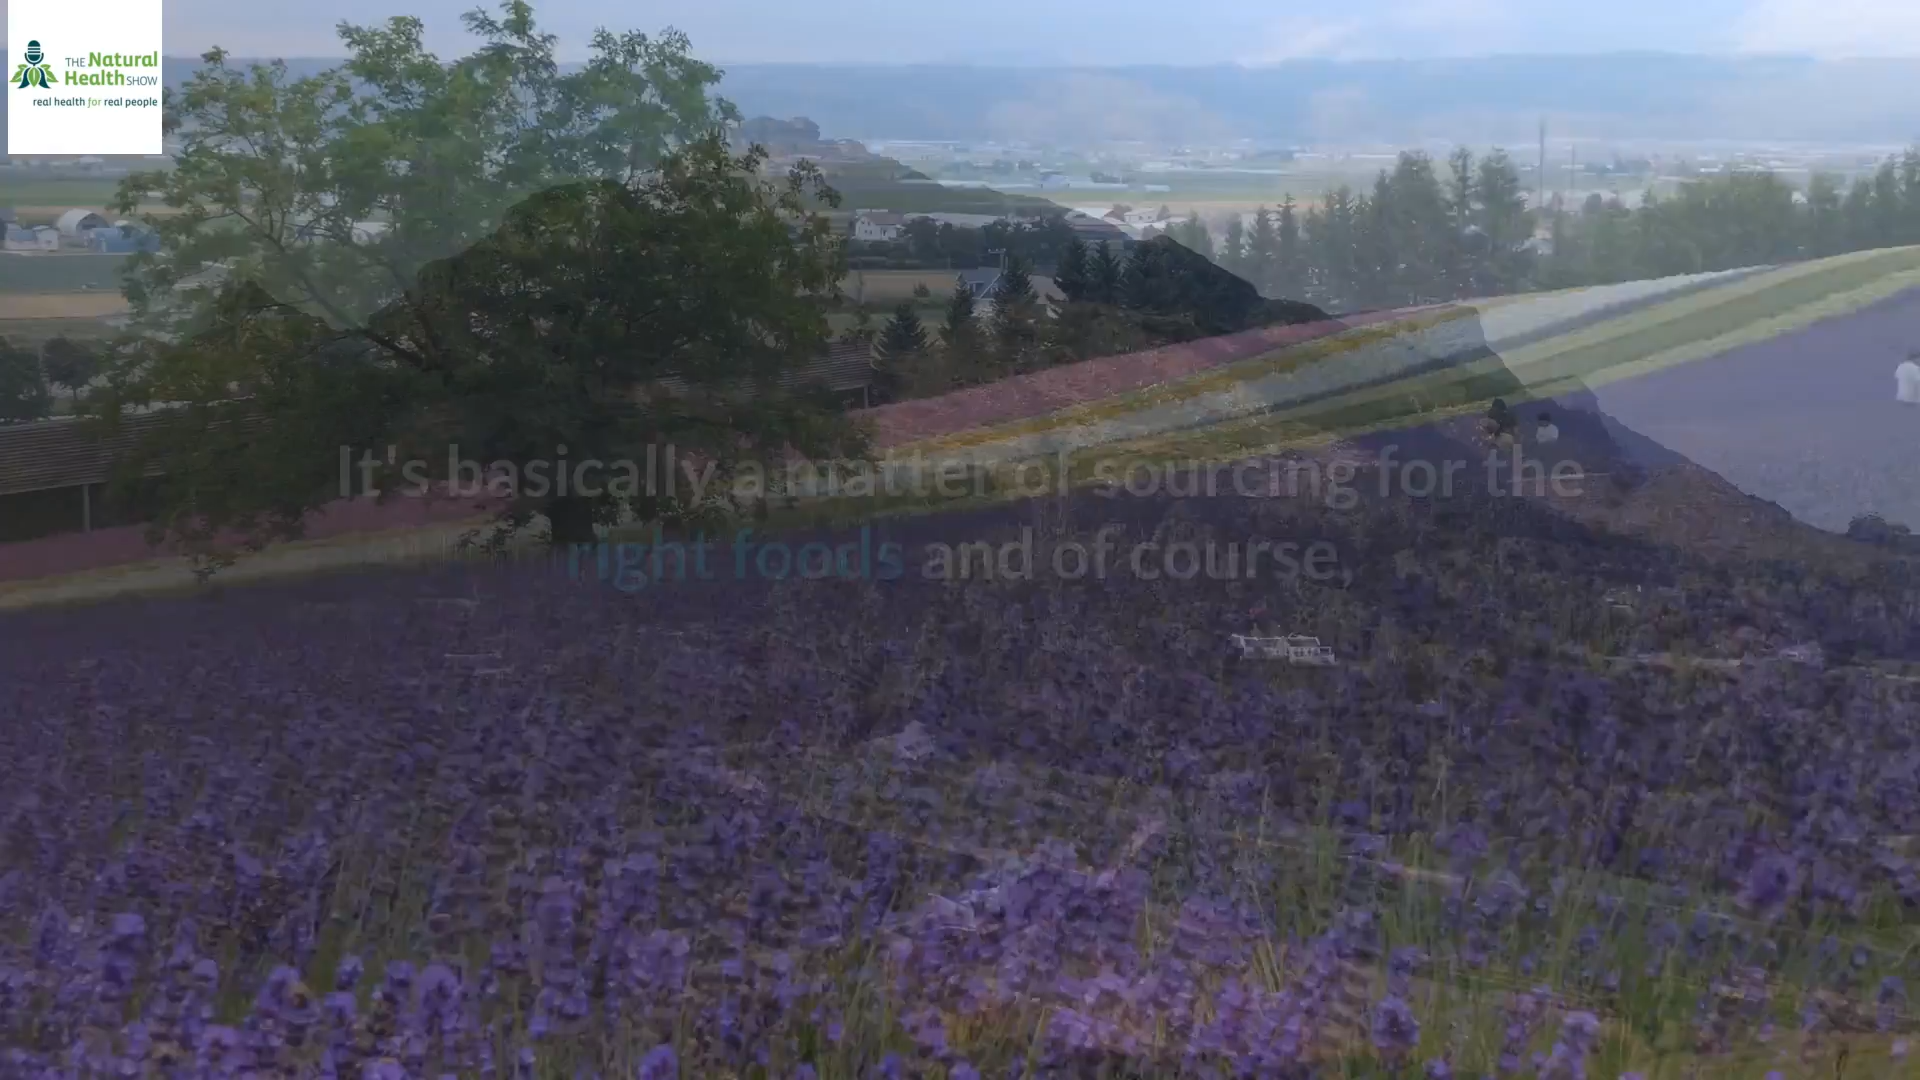 THE Natural
Health SHOW
real health for real people
It's basically a matter of sourcing for the
right foods and of course,